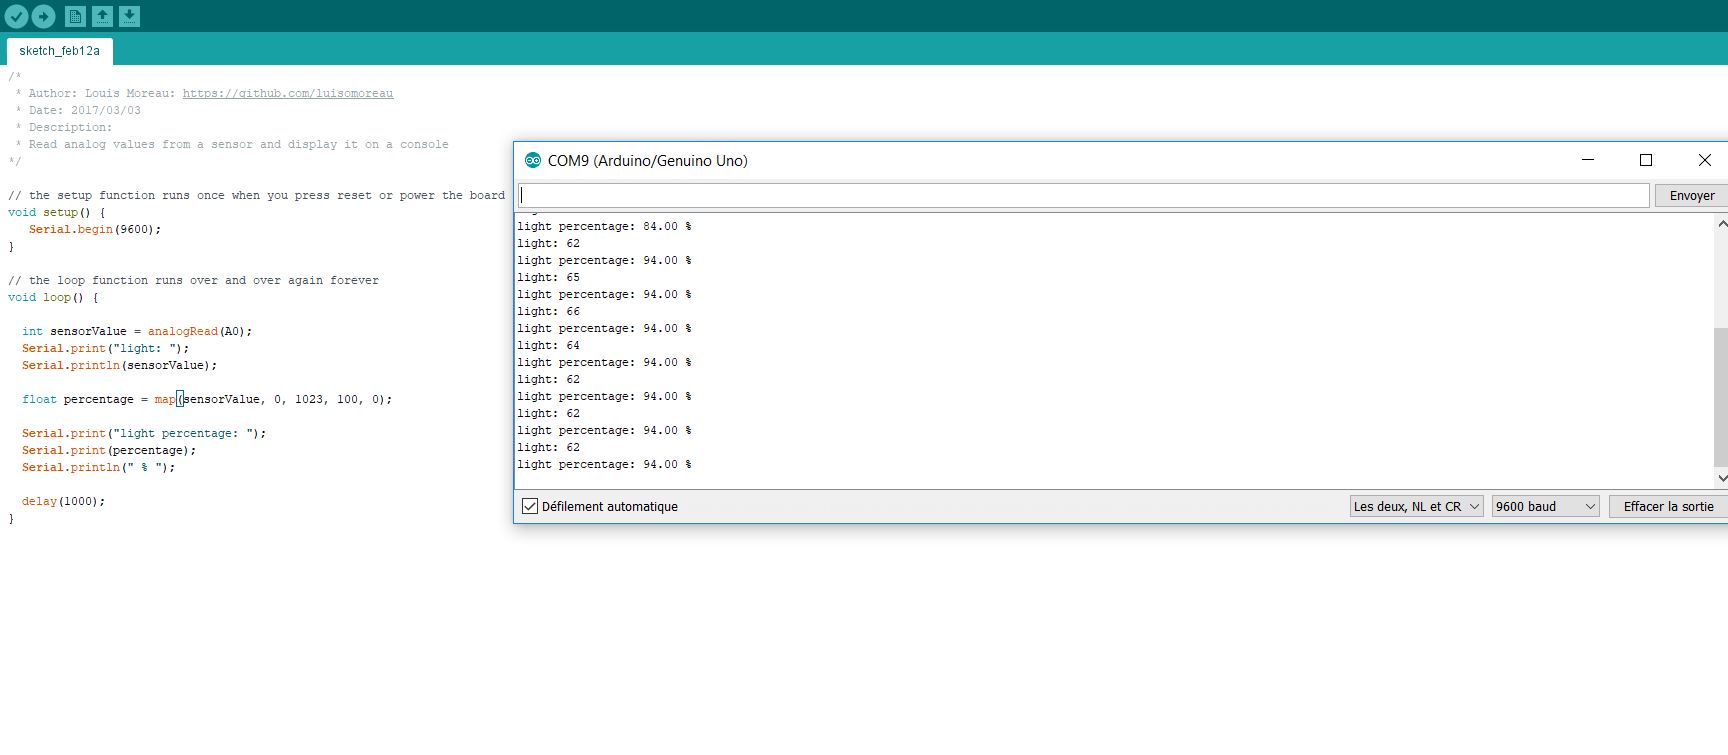 sketch_feb12a
/*
 * Author: Louis Moreau: https://github.com/luisomoreau
 * Date: 2017/03/03
 * Description:
 * Read analog values from a sensor and display it on a console
*/
// the setup function runs once when you press reset or power the board
void setup() {
   Serial.begin(9600);
}
// the loop function runs over and over again forever
void loop() {
  int sensorValue = analogRead(A0);
  Serial.print("light: ");
  Serial.println(sensorValue);
  float percentage = map(sensorValue, 0, 1023, 100, 0);
  Serial.print("light percentage: ");
  Serial.print(percentage);
  Serial.println(" % ");
  delay(1000);
}
COM9 (Arduino/Genuino Uno)
Envoyer
light percentage: 84.00 %
light: 62
light percentage: 94.00 %
light: 65
light percentage: 94.00 %
light: 66
light percentage: 94.00 %
light: 64
light percentage: 94.00 %
light: 62
light percentage: 94.00 %
light: 62
light percentage: 94.00 %
light: 62
light percentage: 94.00 %
Défilement automatique
Les deux, NL et CR
9600 baud
Effacer la sortie